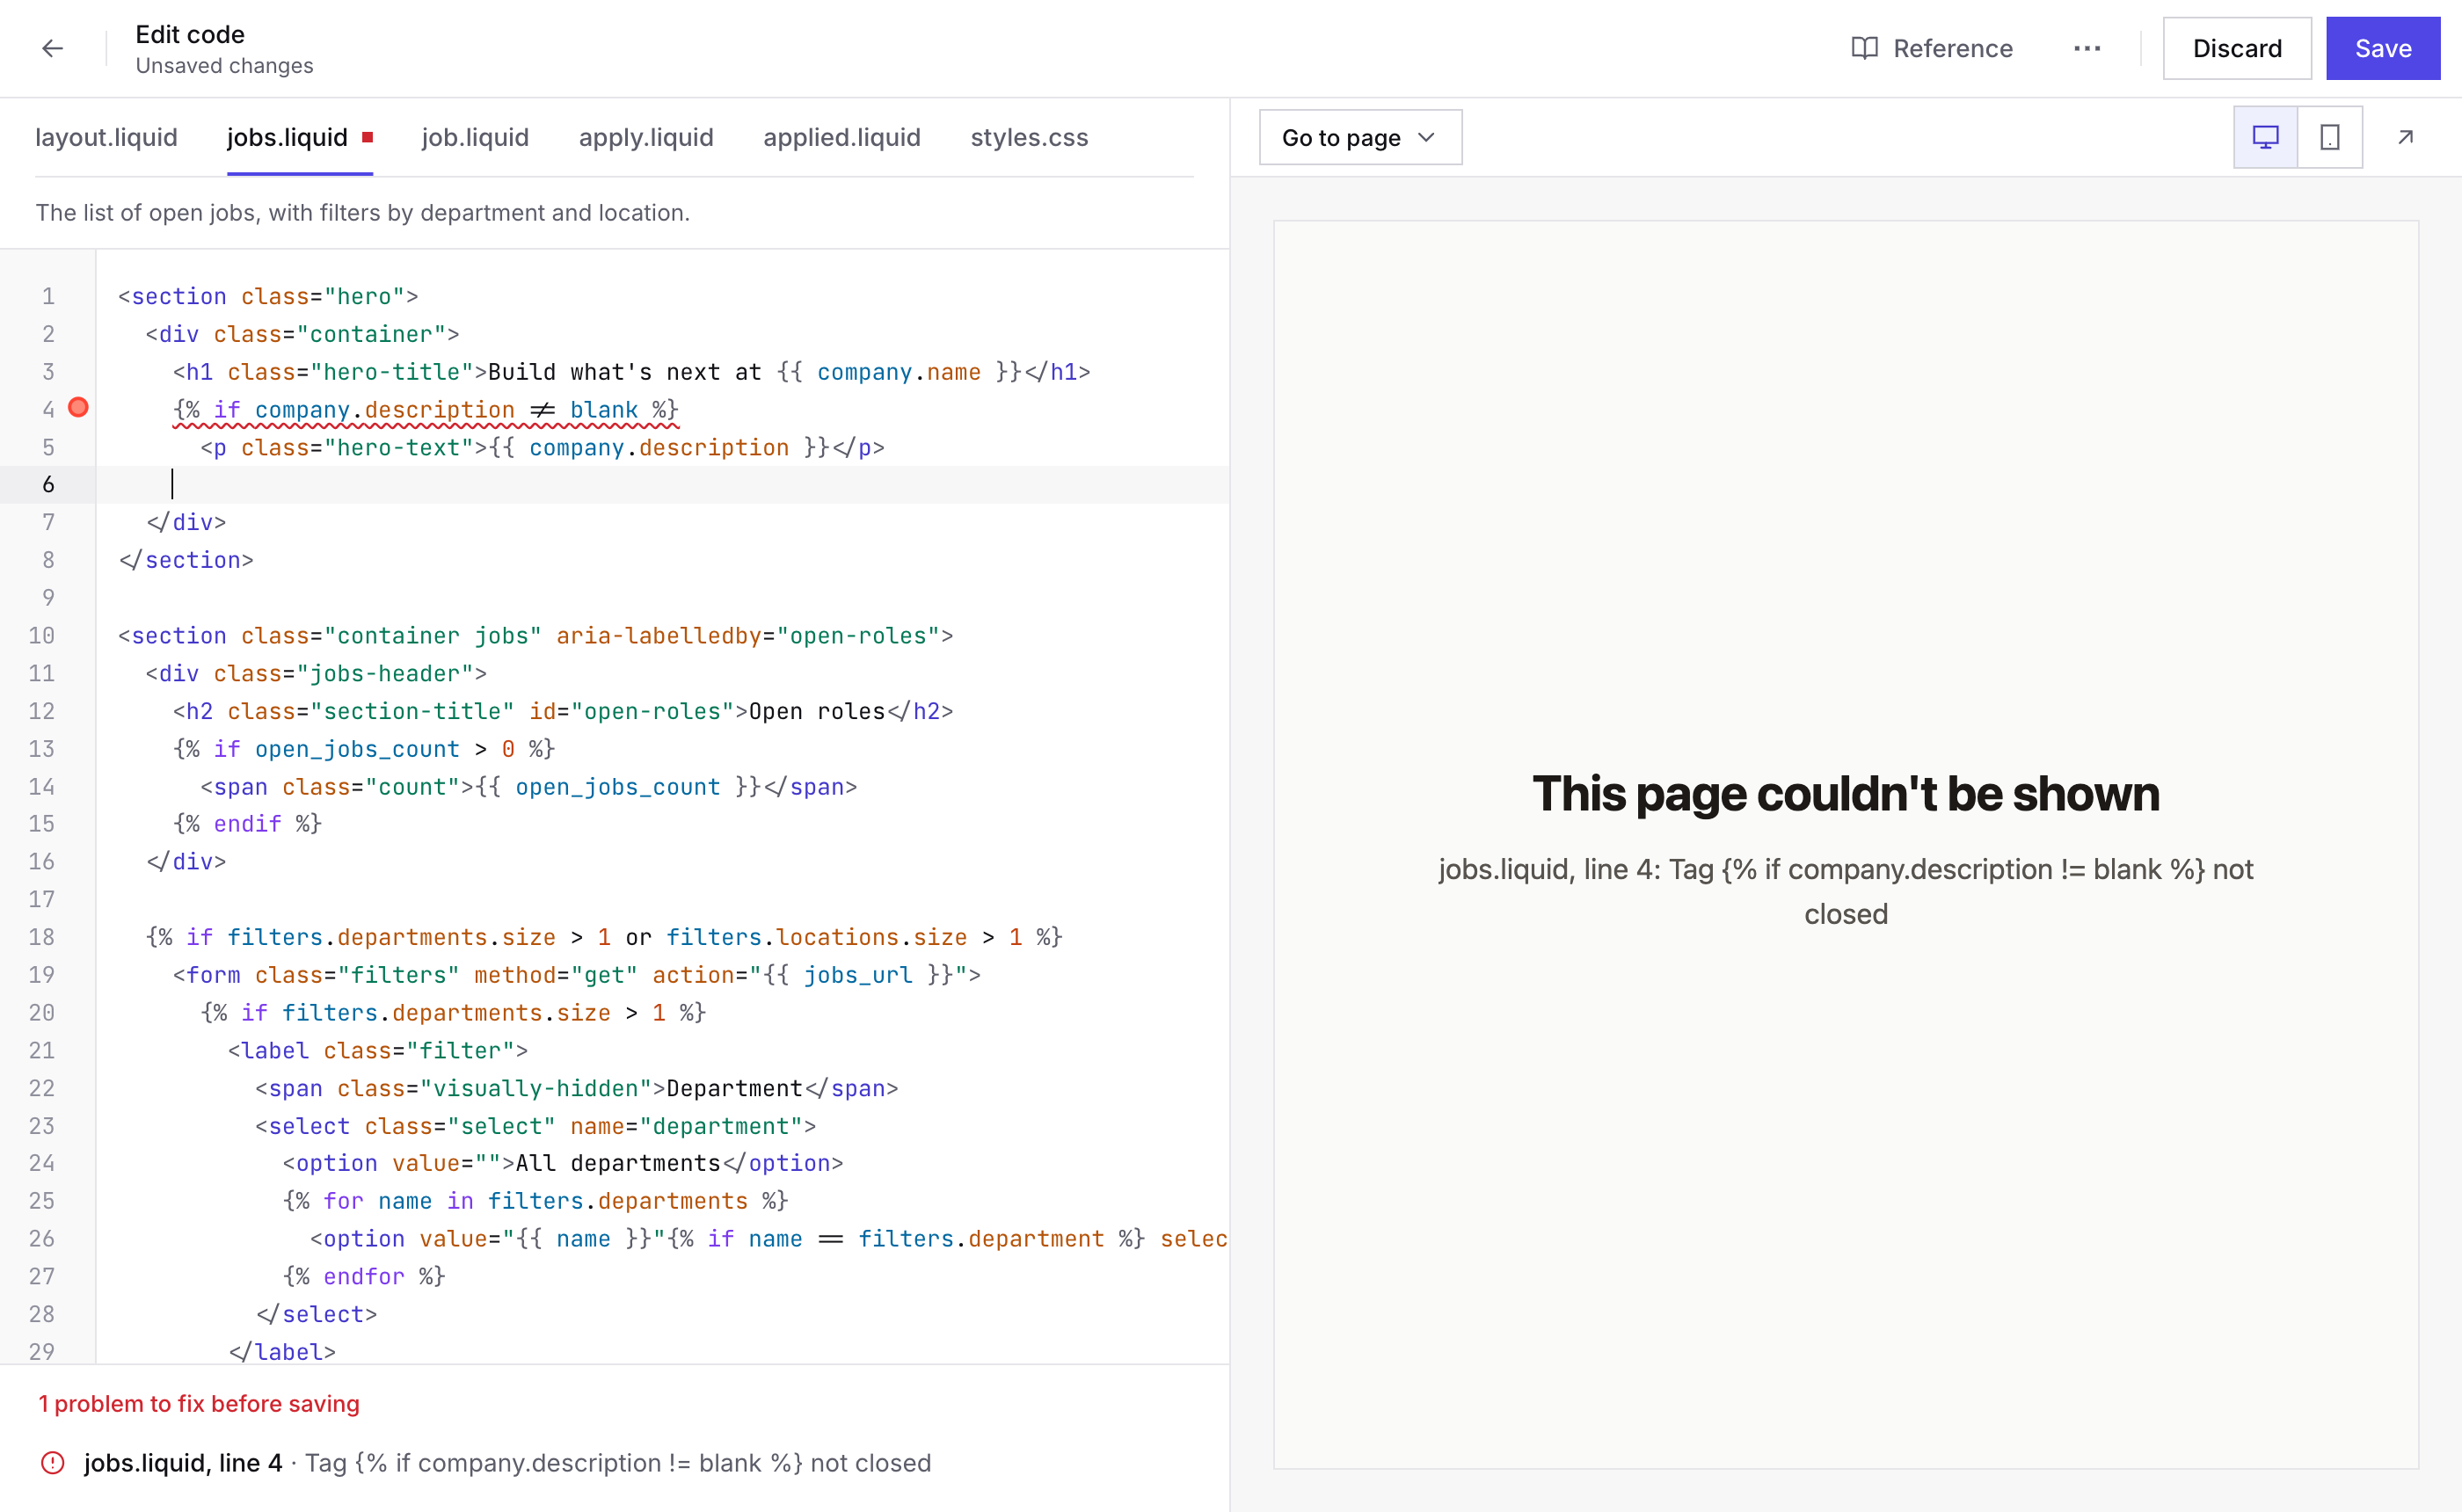 Edit code
Unsaved changes
Reference
Discard
Save
layout.liquid
jobs.liquid
job.liquid
apply.liquid
applied.liquid
styles.css
Go to page
The list of open jobs, with filters by department and location.
1 <section class="hero">
2 <div class="container">
3 <h1 class="hero-title">Build what's next at {{ company.name }}</h1>
4 {% if company.description != blank %}
5 <p class="hero-text">{{ company.description }}</p>
6
7 </div>
8 </section>
9
10 <section class="container jobs" aria-labelledby="open-roles">
11 <div class="jobs-header">
12 <h2 class="section-title" id="open-roles">Open roles</h2>
13 {% if open_jobs_count > 0 %}
14 <span class="count">{{ open_jobs_count }}</span>
15 {% endif %}
16 </div>
17
18 {% if filters.departments.size > 1 or filters.locations.size > 1 %}
19 <form class="filters" method="get" action="{{ jobs_url }}">
20 {% if filters.departments.size > 1 %}
21 <label class="filter">
22 <span class="visually-hidden">Department</span>
23 <select class="select" name="department">
24 <option value="">All departments</option>
25 {% for name in filters.departments %}
26 <option value="{{ name }}"{% if name == filters.department %} selec
27 {% endfor %}
28 </select>
29 </label>
1 problem to fix before saving
jobs.liquid, line 4 · Tag {% if company.description != blank %} not closed
This page couldn't be shown
jobs.liquid, line 4: Tag {% if company.description != blank %} not
closed